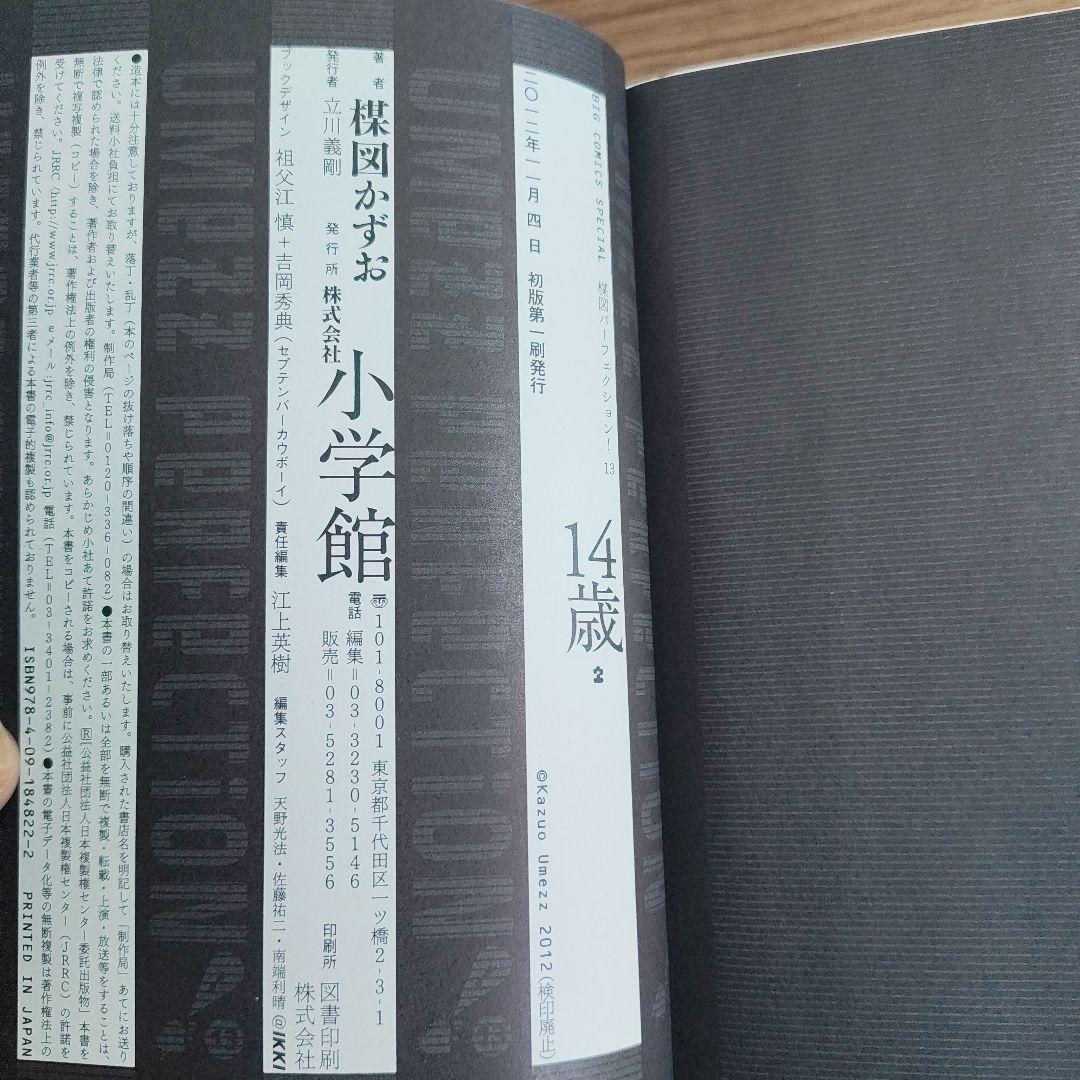 BIG COMICS SPECIAL 楳図パーフェクション! 13
14歳 2
二〇一二年一一月四日 初版第一刷発行
©Kazuo Umezz 2012(検印廃止)
著者 楳図かずお
発行者 立川義剛
発行所 株式会社 小学館
〒101-8001 東京都千代田区一ツ橋2-3-1
電話 編集=03-3230-5146
販売=03-5281-3556
印刷所 図書印刷株式会社
ブックデザイン 祖父江 慎+吉岡秀典(セプテンバーカウボーイ) 責任編集 江上英樹 編集スタッフ 天野光法・佐藤祐二・南端利晴@IKKI
UMEZZ PERFECTION
●造本には十分注意しておりますが、落丁・乱丁(本のページの抜け落ちや順序の間違い)の場合はお取り替えいたします。購入された書店名を明記して「制作局」あてにお送り
ください。送料小社負担にてお取り替えいたします。制作局(TEL=0120-336-082)●本書の一部あるいは全部を無断で複製・転載・上演・放送等をすることは、
法律で認められた場合を除き、著作者および出版者の権利の侵害となります。あらかじめ小社あて許諾をお求めください。Ⓡ〈公益社団法人日本複製権センター委託出版物〉本書を
無断で複写複製(コピー)することは、著作権法上の例外を除き、禁じられています。本書をコピーされる場合は、事前に公益社団法人日本複製権センター(JRRC)の許諾を
受けてください。JRRC〈http://www.jrrc.or.jp eメール:jrrc_info@jrrc.or.jp 電話(TEL=03-3401-2382)●本書の電子データ化等の無断複製は著作権法上の
例外を除き、禁じられています。代行業者等の第三者による本書の電子的複製も認められておりません。
ISBN978-4-09-184822-2 PRINTED IN JAPAN